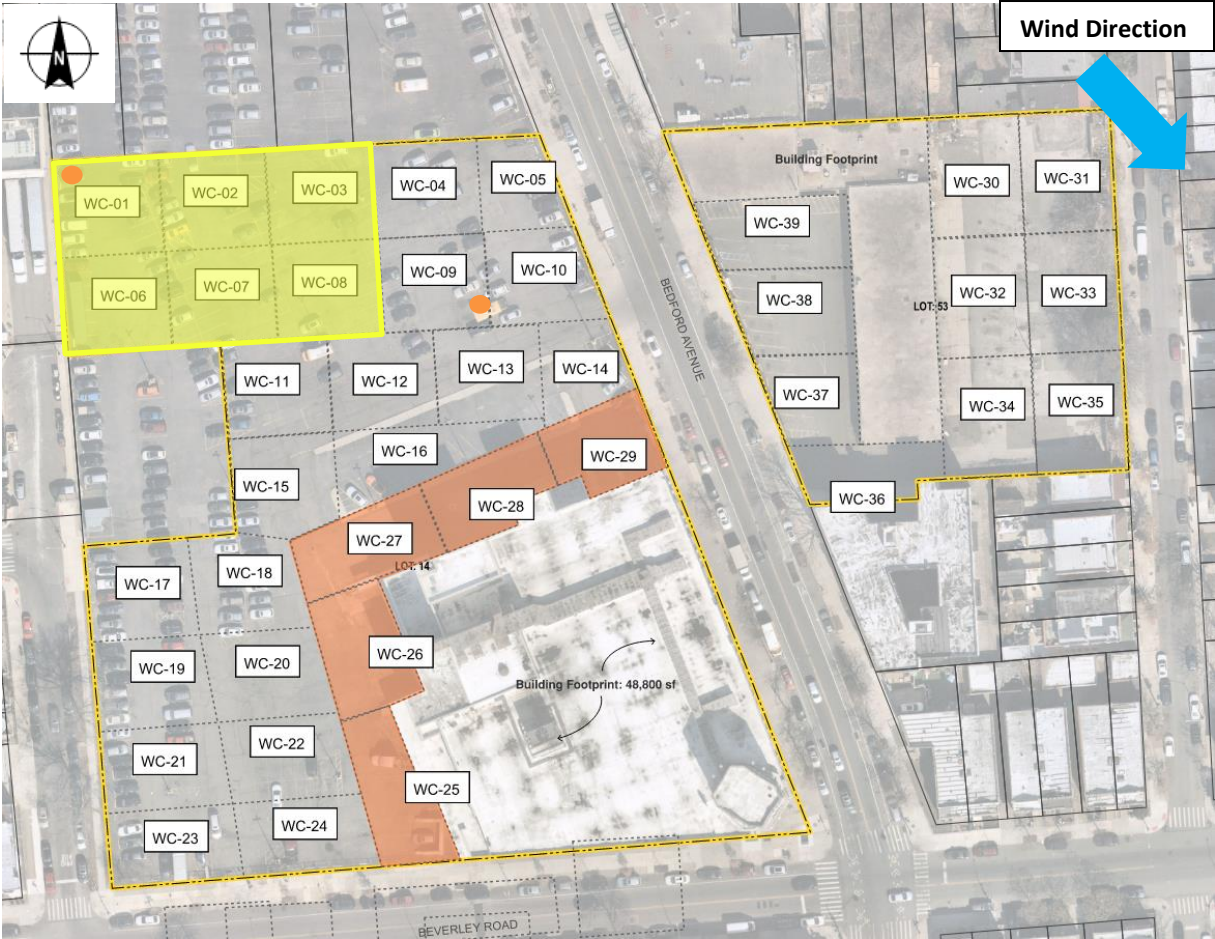 Wind Direction
N
WC-01
WC-02
WC-03
WC-04
WC-05
WC-06
WC-07
WC-08
WC-09
WC-10
WC-11
WC-12
WC-13
WC-14
WC-15
WC-16
WC-17
WC-18
WC-19
WC-20
WC-21
WC-22
WC-23
WC-24
WC-25
WC-26
WC-27
WC-28
WC-29
LOT: 14
Building Footprint: 48,800 sf
BEDFORD AVENUE
BEVERLEY ROAD
Building Footprint
WC-30
WC-31
WC-39
WC-38
LOT: 53
WC-32
WC-33
WC-37
WC-34
WC-35
WC-36